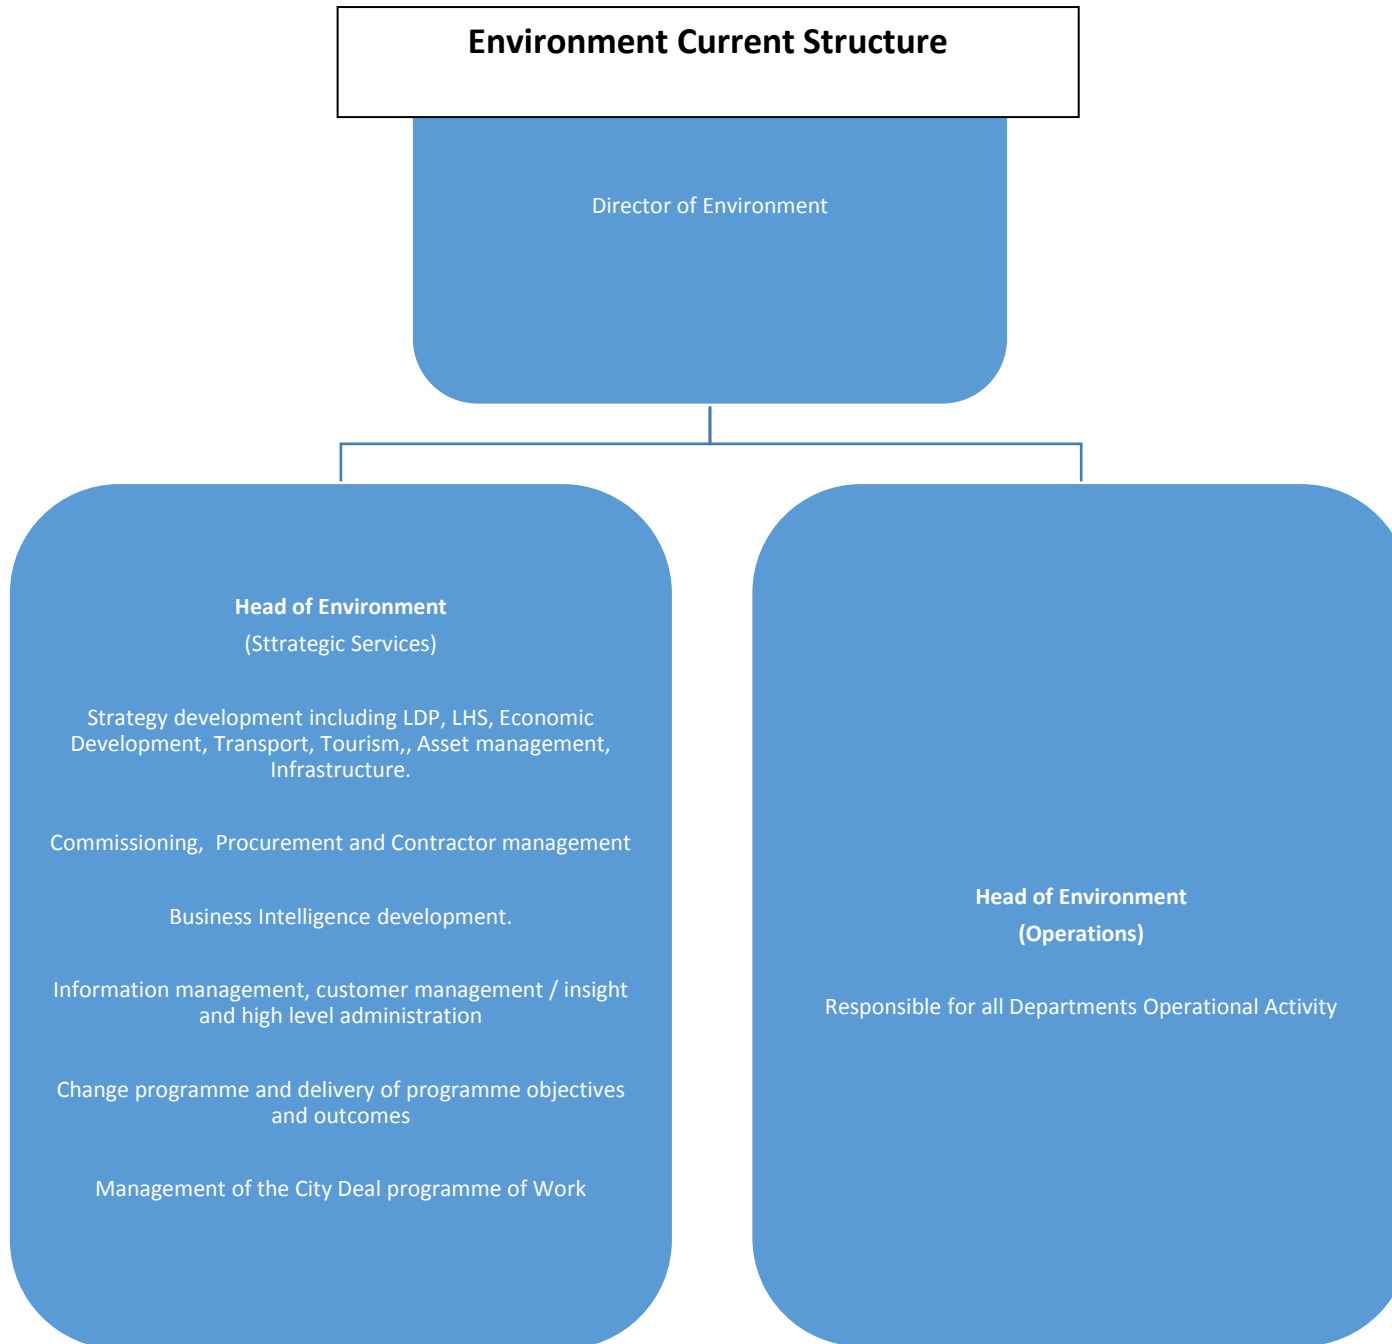 Environment Current Structure
Director of Environment
Head of Environment
(Sttrategic Services)
Strategy development including LDP, LHS, Economic
Development, Transport, Tourism,, Asset management,
Infrastructure.
Commissioning,  Procurement and Contractor management
Business Intelligence development.
Information management, customer management / insight
and high level administration
Change programme and delivery of programme objectives
and outcomes
Management of the City Deal programme of Work
Head of Environment
(Operations)
Responsible for all Departments Operational Activity